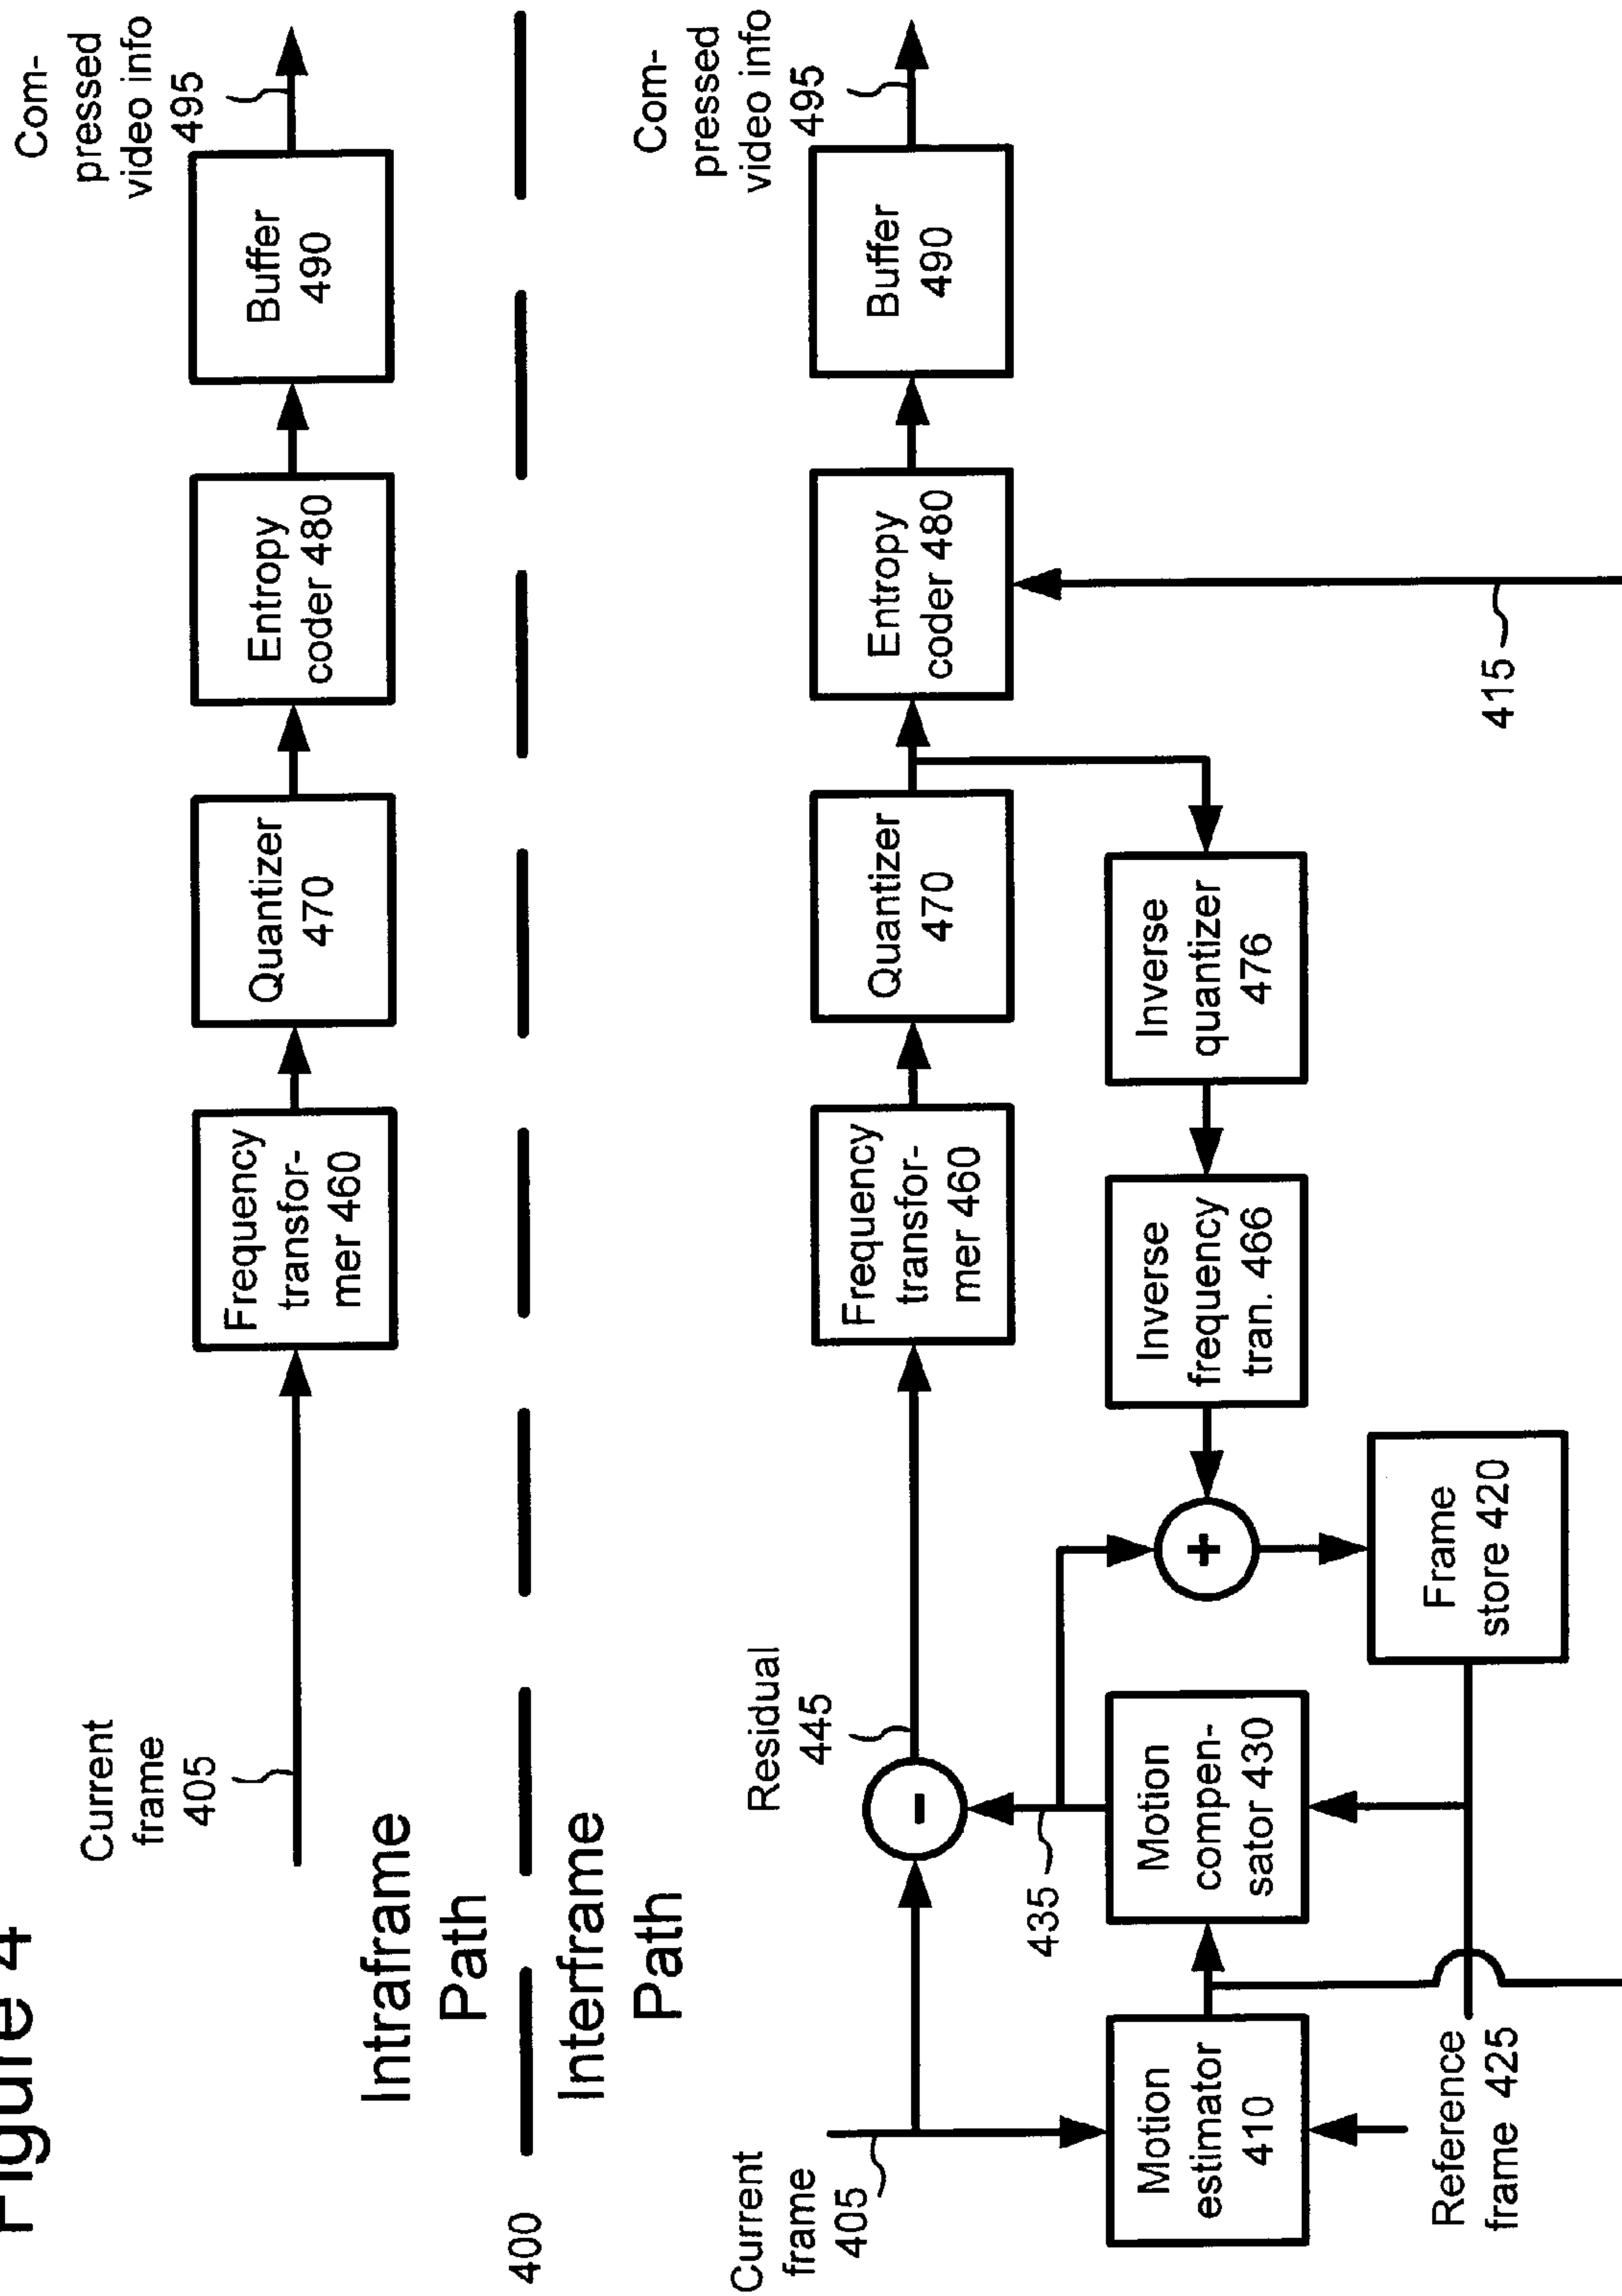 Figure 4
Current
frame
405
Frequency
transfor-
mer 460
Quantizer
470
Entropy
coder 480
Buffer
490
Com-
pressed
video info
495
Intraframe
Path
400
Interframe
Path
Current
frame
405
Residual
445
-
Frequency
transfor-
mer 460
Quantizer
470
Entropy
coder 480
Buffer
490
Com-
pressed
video info
495
435
+
Motion
estimator
410
Motion
compen-
sator 430
Inverse
frequency
tran. 466
Inverse
quantizer
476
Frame
store 420
Reference
frame 425
415